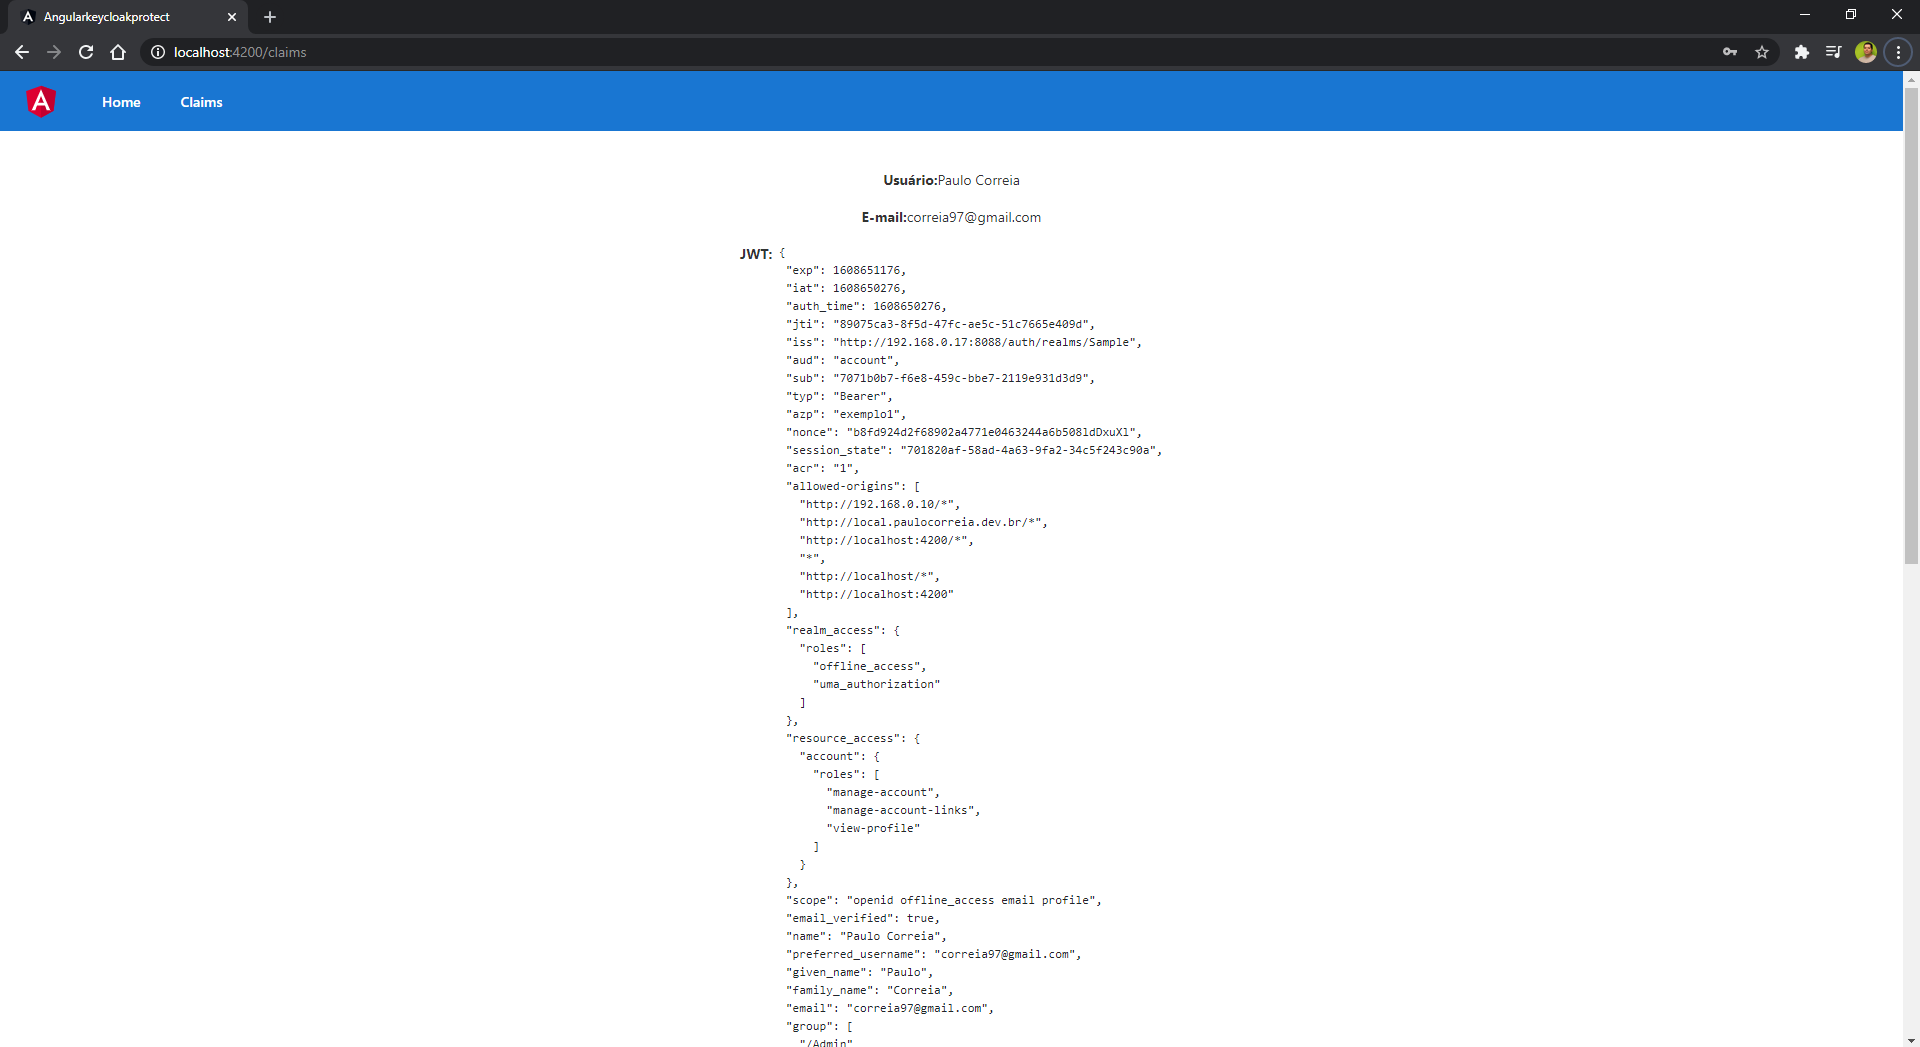 Angularkeycloakprotect
localhost:4200/claims
Home Claims
Usuário:Paulo Correia
E-mail:correia97@gmail.com
JWT: {
"exp": 1608651176,
"iat": 1608650276,
"auth_time": 1608650276,
"jti": "89075ca3-8f5d-47fc-ae5c-51c7665e409d",
"iss": "http://192.168.0.17:8088/auth/realms/Sample",
"aud": "account",
"sub": "7071b0b7-f6e8-459c-bbe7-2119e931d3d9",
"typ": "Bearer",
"azp": "exemplo1",
"nonce": "b8fd924d2f68902a4771e0463244a6b508ldDxuXl",
"session_state": "701820af-58ad-4a63-9fa2-34c5f243c90a",
"acr": "1",
"allowed-origins": [
"http://192.168.0.10/*",
"http://local.paulocorreia.dev.br/*",
"http://localhost:4200/*",
"*",
"http://localhost/*",
"http://localhost:4200"
],
"realm_access": {
"roles": [
"offline_access",
"uma_authorization"
]
},
"resource_access": {
"account": {
"roles": [
"manage-account",
"manage-account-links",
"view-profile"
]
}
},
"scope": "openid offline_access email profile",
"email_verified": true,
"name": "Paulo Correia",
"preferred_username": "correia97@gmail.com",
"given_name": "Paulo",
"family_name": "Correia",
"email": "correia97@gmail.com",
"group": [
"/Admin"